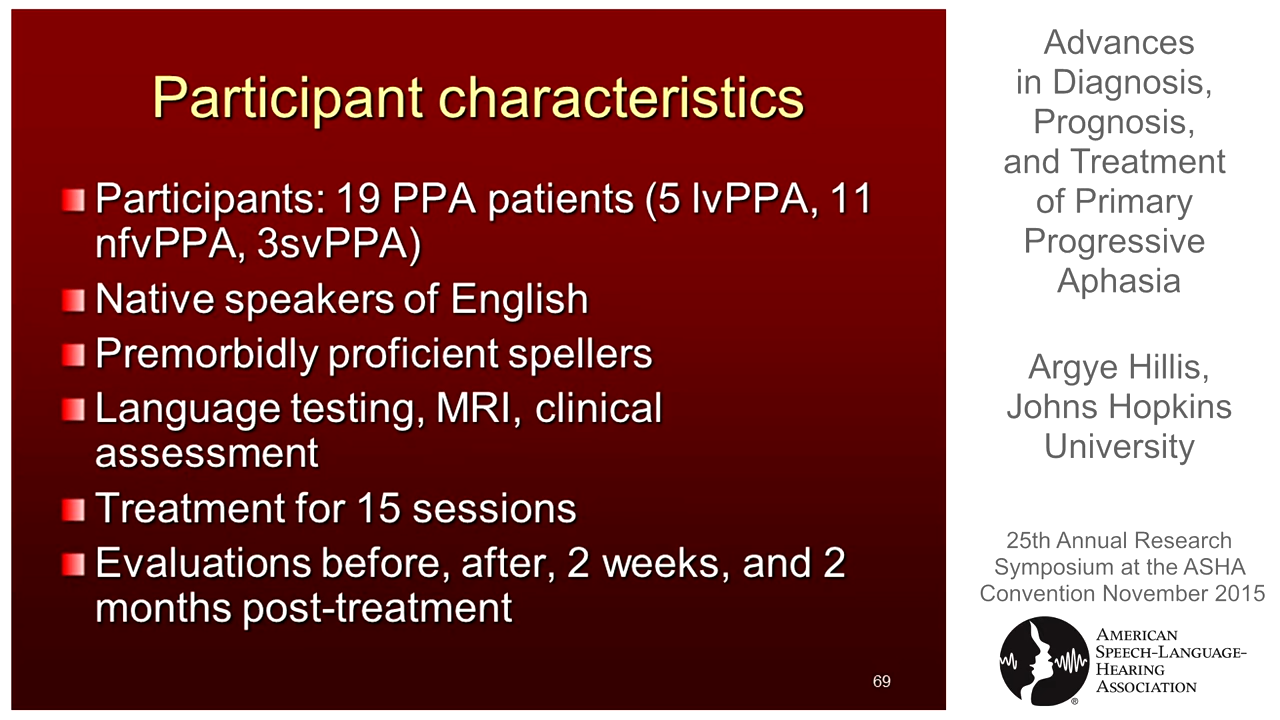 Participant characteristics
Participants: 19 PPA patients (5 lvPPA, 11
nfvPPA, 3svPPA)
Native speakers of English
Premorbidly proficient spellers
Language testing, MRI, clinical
assessment
Treatment for 15 sessions
Evaluations before, after, 2 weeks, and 2
months post-treatment
69
Advances
in Diagnosis,
Prognosis,
and Treatment
of Primary
Progressive
Aphasia
Argye Hillis,
Johns Hopkins
University
25th Annual Research
Symposium at the ASHA
Convention November 2015
AMERICAN
SPEECH-LANGUAGE-
HEARING
ASSOCIATION
®